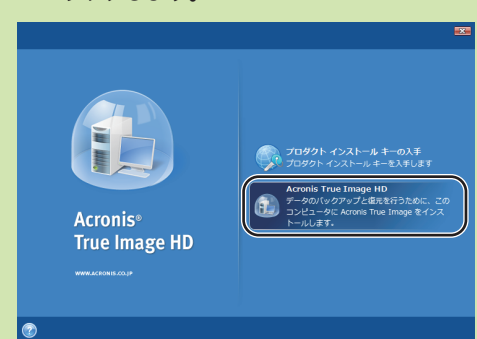 プロダクト インストール キーの入手
プロダクト インストール キーを入手します
Acronis True Image HD
データのバックアップと復元を行うために、この
コンピュータに Acronis True Image をインス
トールします。
Acronis®
True Image HD
WWW.ACRONIS.CO.JP
?